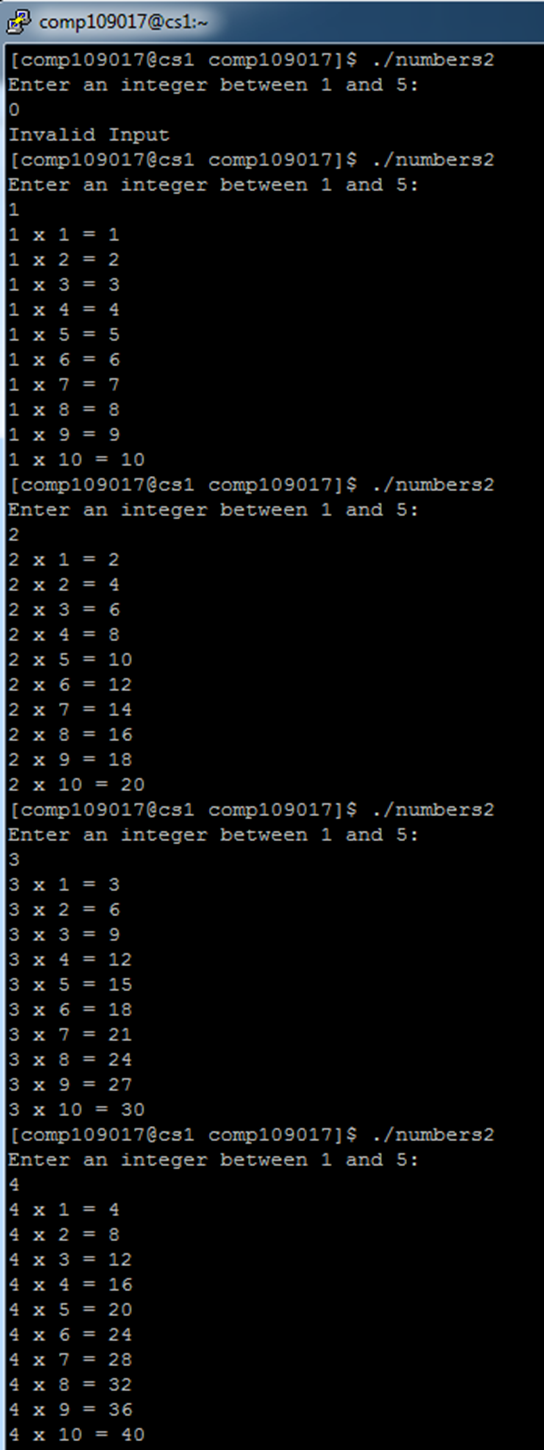 comp109017@cs1:~
[comp109017@cs1 comp109017]$ ./numbers2
Enter an integer between 1 and 5:
0
Invalid Input
[comp109017@cs1 comp109017]$ ./numbers2
Enter an integer between 1 and 5:
1
1 x 1 = 1
1 x 2 = 2
1 x 3 = 3
1 x 4 = 4
1 x 5 = 5
1 x 6 = 6
1 x 7 = 7
1 x 8 = 8
1 x 9 = 9
1 x 10 = 10
[comp109017@cs1 comp109017]$ ./numbers2
Enter an integer between 1 and 5:
2
2 x 1 = 2
2 x 2 = 4
2 x 3 = 6
2 x 4 = 8
2 x 5 = 10
2 x 6 = 12
2 x 7 = 14
2 x 8 = 16
2 x 9 = 18
2 x 10 = 20
[comp109017@cs1 comp109017]$ ./numbers2
Enter an integer between 1 and 5:
3
3 x 1 = 3
3 x 2 = 6
3 x 3 = 9
3 x 4 = 12
3 x 5 = 15
3 x 6 = 18
3 x 7 = 21
3 x 8 = 24
3 x 9 = 27
3 x 10 = 30
[comp109017@cs1 comp109017]$ ./numbers2
Enter an integer between 1 and 5:
4
4 x 1 = 4
4 x 2 = 8
4 x 3 = 12
4 x 4 = 16
4 x 5 = 20
4 x 6 = 24
4 x 7 = 28
4 x 8 = 32
4 x 9 = 36
4 x 10 = 40